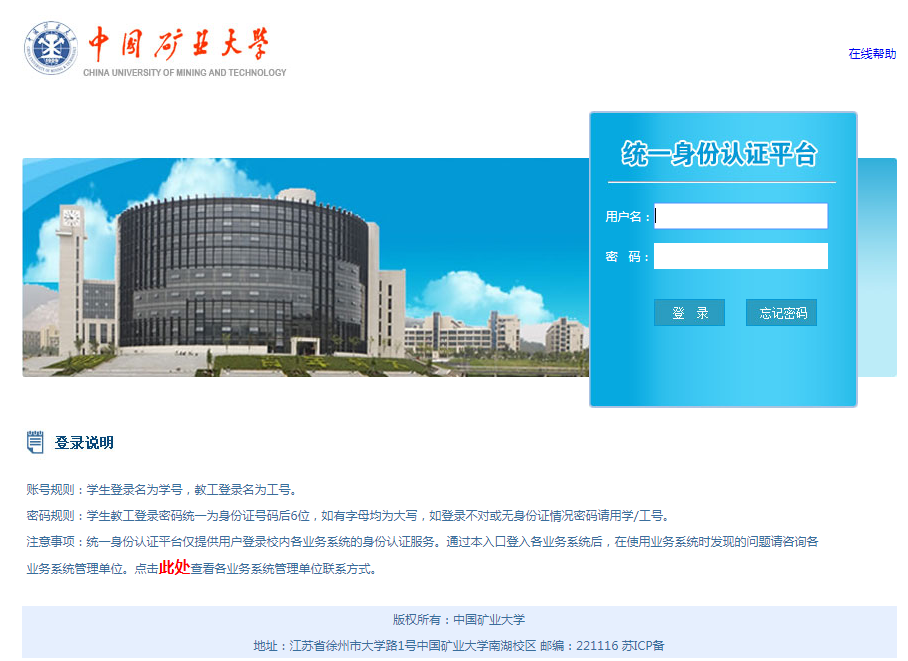 中国矿业大学
CHINA UNIVERSITY OF MINING AND TECHNOLOGY
在线帮助
统一身份认证平台
用户名：
密 码：
登 录 忘记密码
登录说明
账号规则：学生登录名为学号，教工登录名为工号。
密码规则：学生教工登录密码统一为身份证号码后6位，如有字母均为大写，如登录不对或无身份证情况密码请用学/工号。
注意事项：统一身份认证平台仅提供用户登录校内各业务系统的身份认证服务。通过本入口登入各业务系统后，在使用业务系统时发现的问题请咨询各
业务系统管理单位。点击此处查看各业务系统管理单位联系方式。
版权所有：中国矿业大学
地址：江苏省徐州市大学路1号中国矿业大学南湖校区 邮编：221116 苏ICP备